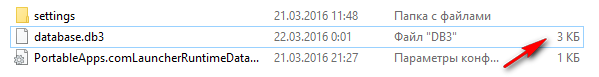 settings 21.03.2016 11:48 Папка с файлами
database.db3 22.03.2016 0:01 Файл "DB3" 3 КБ
PortableApps.comLauncherRuntimeData... 21.03.2016 21:27 Параметры конф... 1 КБ